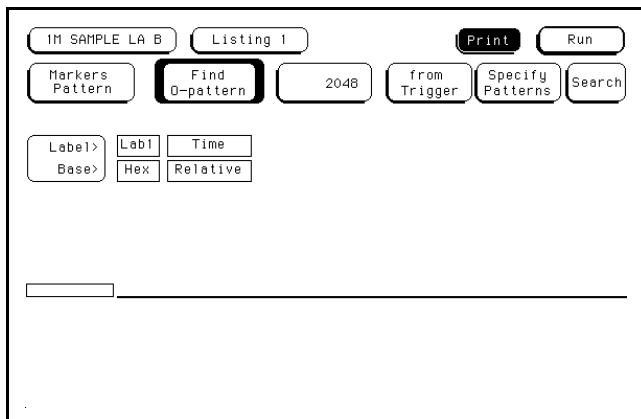 1M SAMPLE LA B Listing 1 Print Run
Markers Pattern Find O-pattern 2048 from Trigger Specify Patterns Search
Label> Lab1 Time
Base> Hex Relative